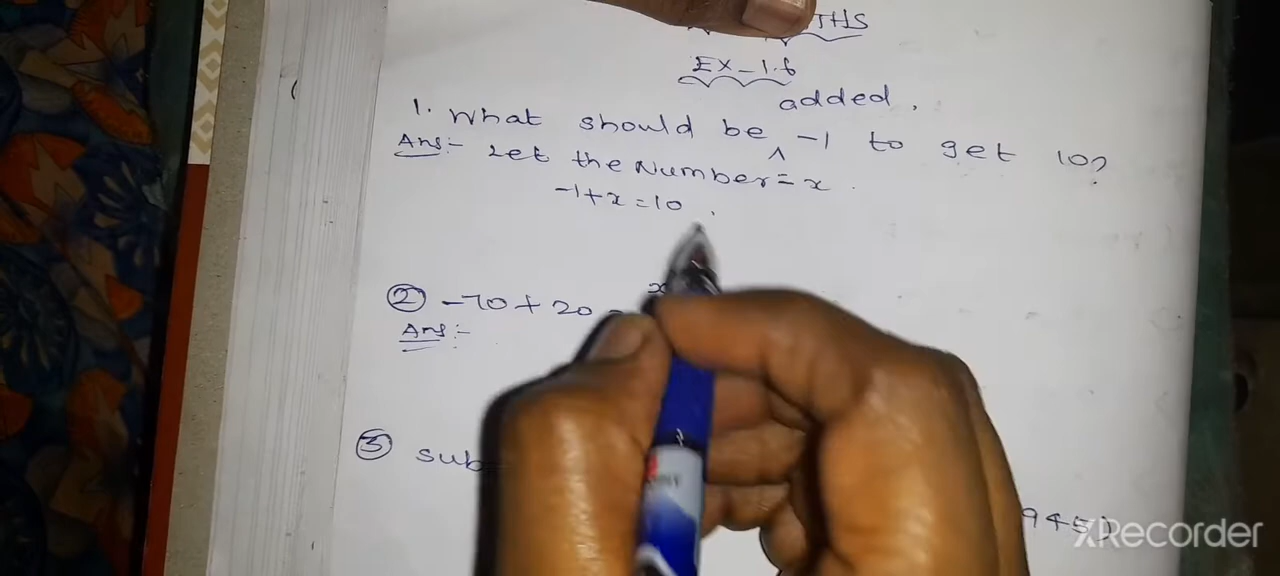 THS
EX-1.6
added.
1. What should be ^ -1 to get 10?
Ans:- Let the Number = x.
-1+x=10
② -70 + 20
Ans:-
③ sub
945
XRecorder